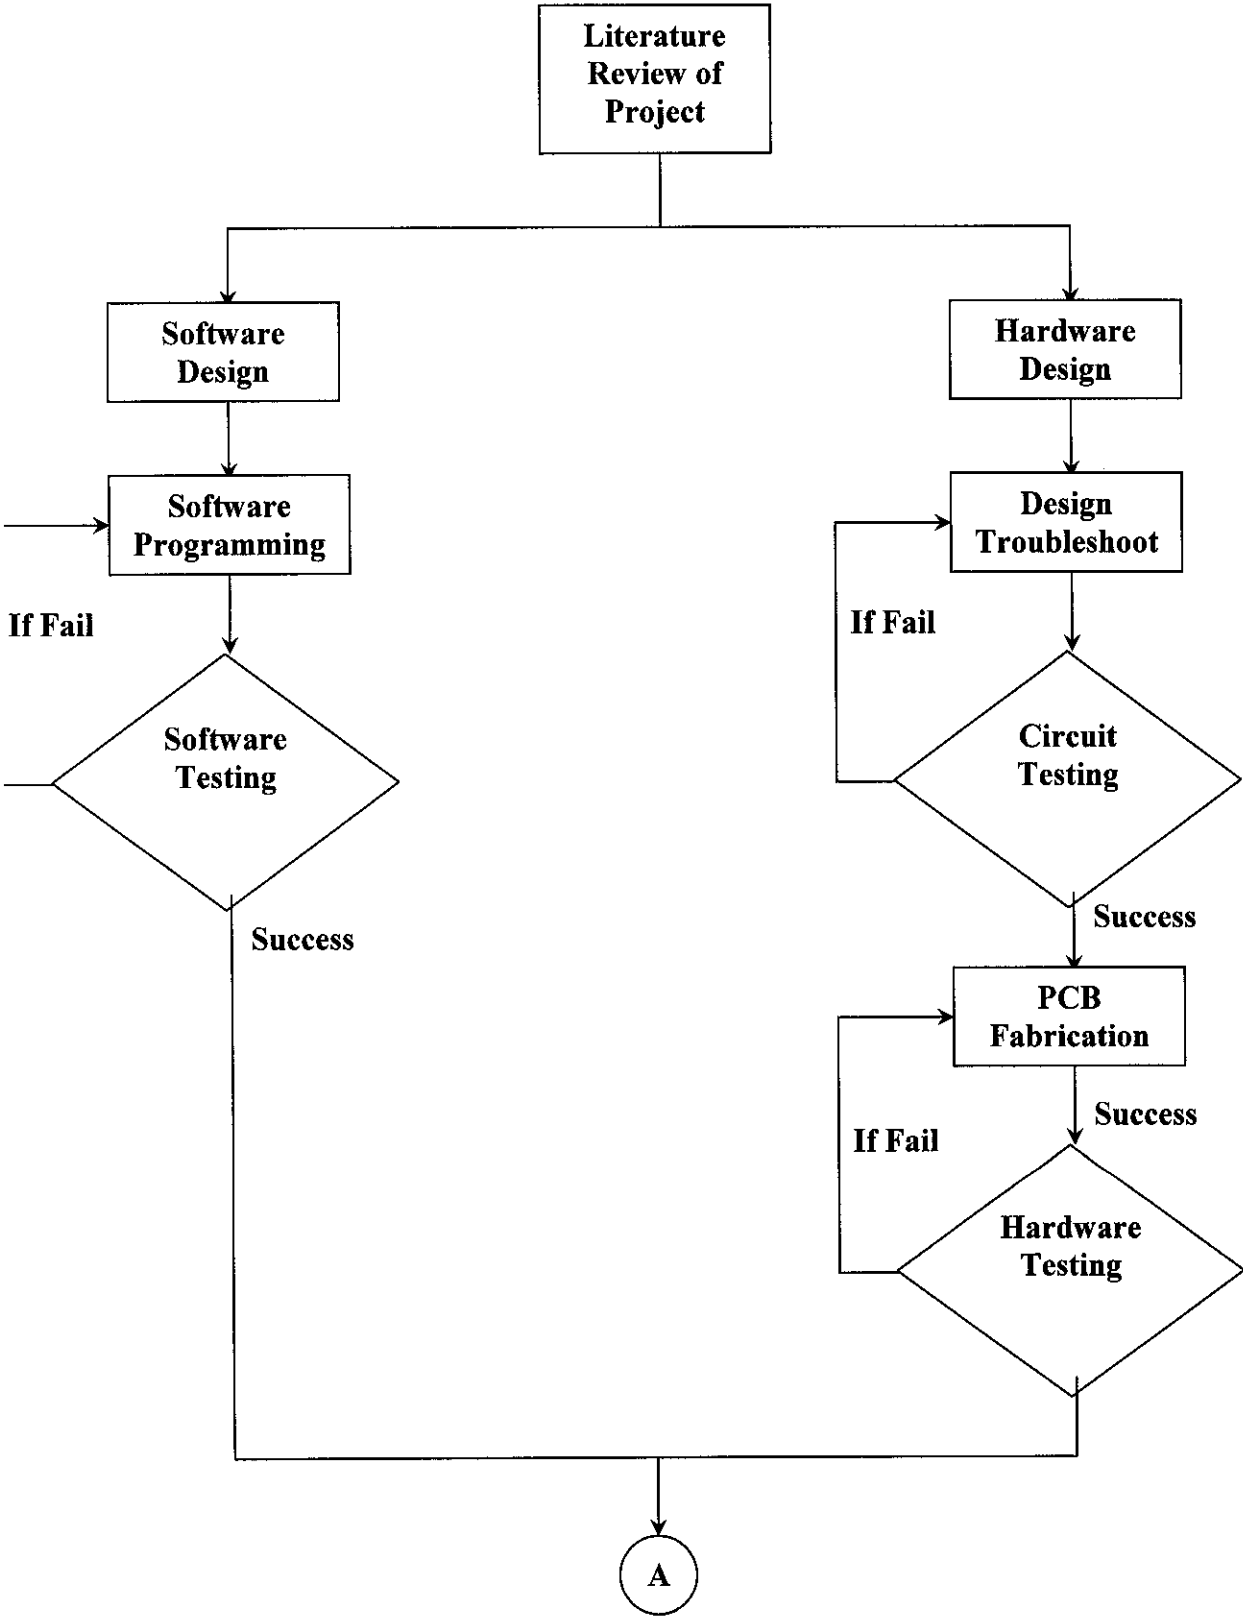 Literature
Review of
Project
Software
Design
Hardware
Design
Software
Programming
Design
Troubleshoot
If Fail
If Fail
Software
Testing
Circuit
Testing
Success
Success
PCB
Fabrication
If Fail
Success
Hardware
Testing
A